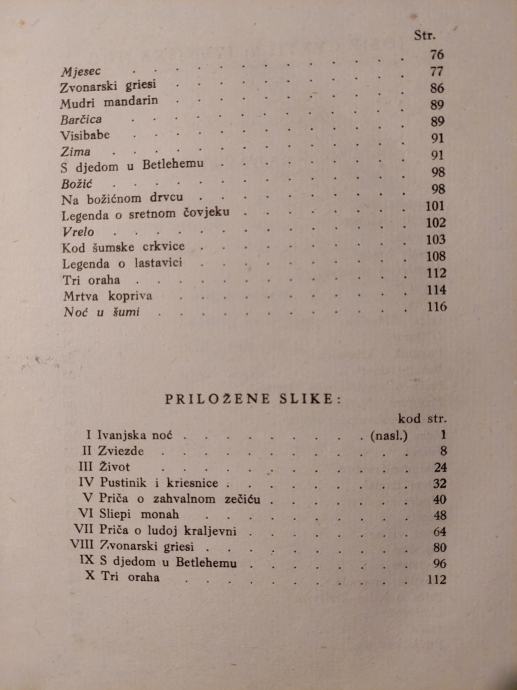 Str.
Mjesec . . . . . . . . . . 76
Zvonarski griesi . . . . . . . . 77
Mudri mandarin . . . . . . . . 86
Barčica . . . . . . . . . 89
Visibabe . . . . . . . . . 89
Zima . . . . . . . . . . 91
S djedom u Betlehemu . . . . . . 91
Božić . . . . . . . . . . 98
Na božićnom drvcu . . . . . . . 98
Legenda o sretnom čovjeku . . . . . . 101
Vrelo . . . . . . . . . . 102
Kod šumske crkvice . . . . . . . 103
Legenda o lastavici . . . . . . . 108
Tri oraha . . . . . . . . . 112
Mrtva kopriva . . . . . . . . 114
Noć u šumi . . . . . . . . . 116
PRILOŽENE SLIKE:
kod str.
I Ivanjska noć . . . . . . . . (nasl.) 1
II Zviezde . . . . . . . . . 8
III Život . . . . . . . . . 24
IV Pustinik i kriesnice . . . . . . . 32
V Priča o zahvalnom zečiću . . . . . . 40
VI Sliepi monah . . . . . . . . 48
VII Priča o ludoj kraljevni . . . . . . 64
VIII Zvonarski griesi . . . . . . . 80
IX S djedom u Betlehemu . . . . . . 96
X Tri oraha . . . . . . . . 112